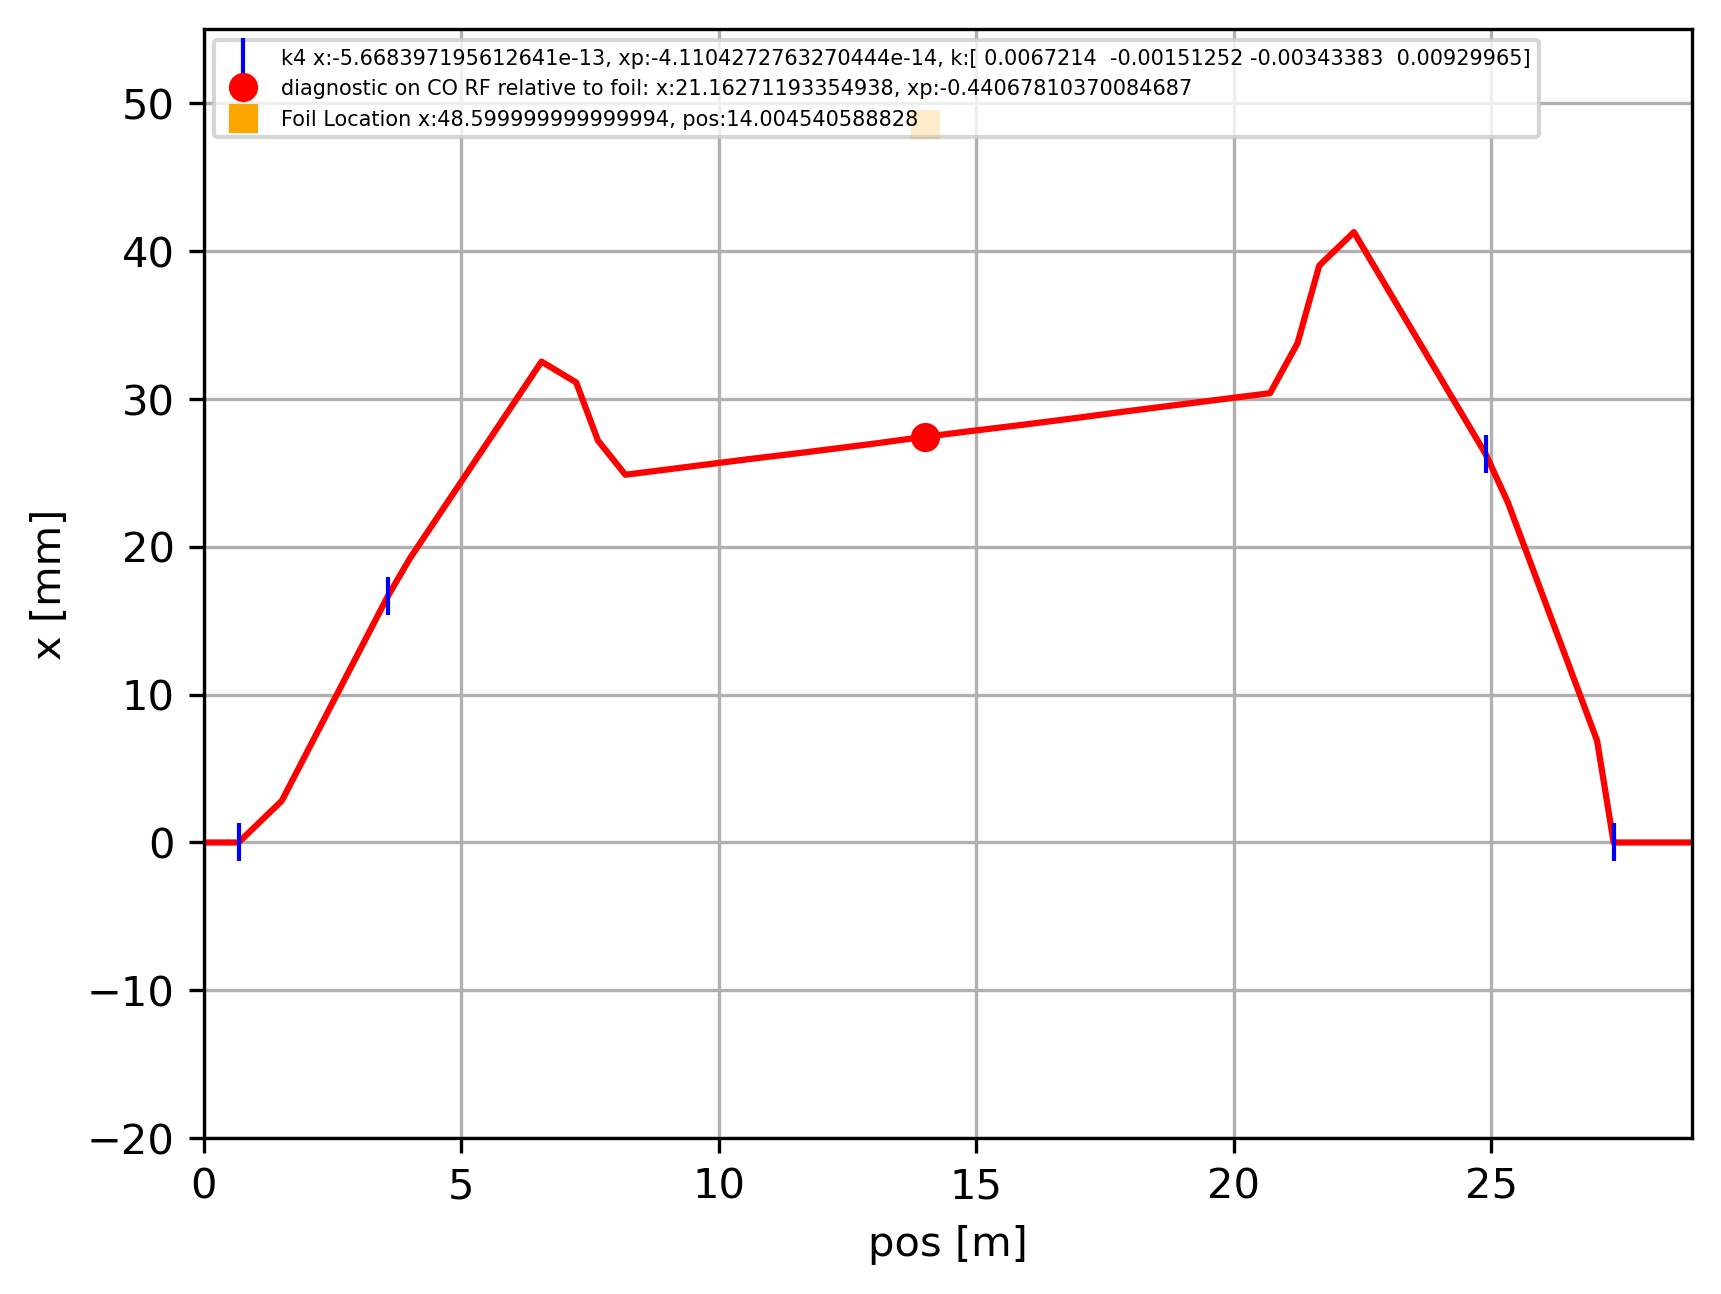 k4 x:-5.668397195612641e-13, xp:-4.1104272763270444e-14, k:[ 0.0067214 -0.00151252 -0.00343383 0.00929965]
diagnostic on CO RF relative to foil: x:21.16271193354938, xp:-0.44067810370084687
Foil Location x:48.599999999999994, pos:14.004540588828
50
40
30
20
10
0
−10
−20
x [mm]
0 5 10 15 20 25
pos [m]